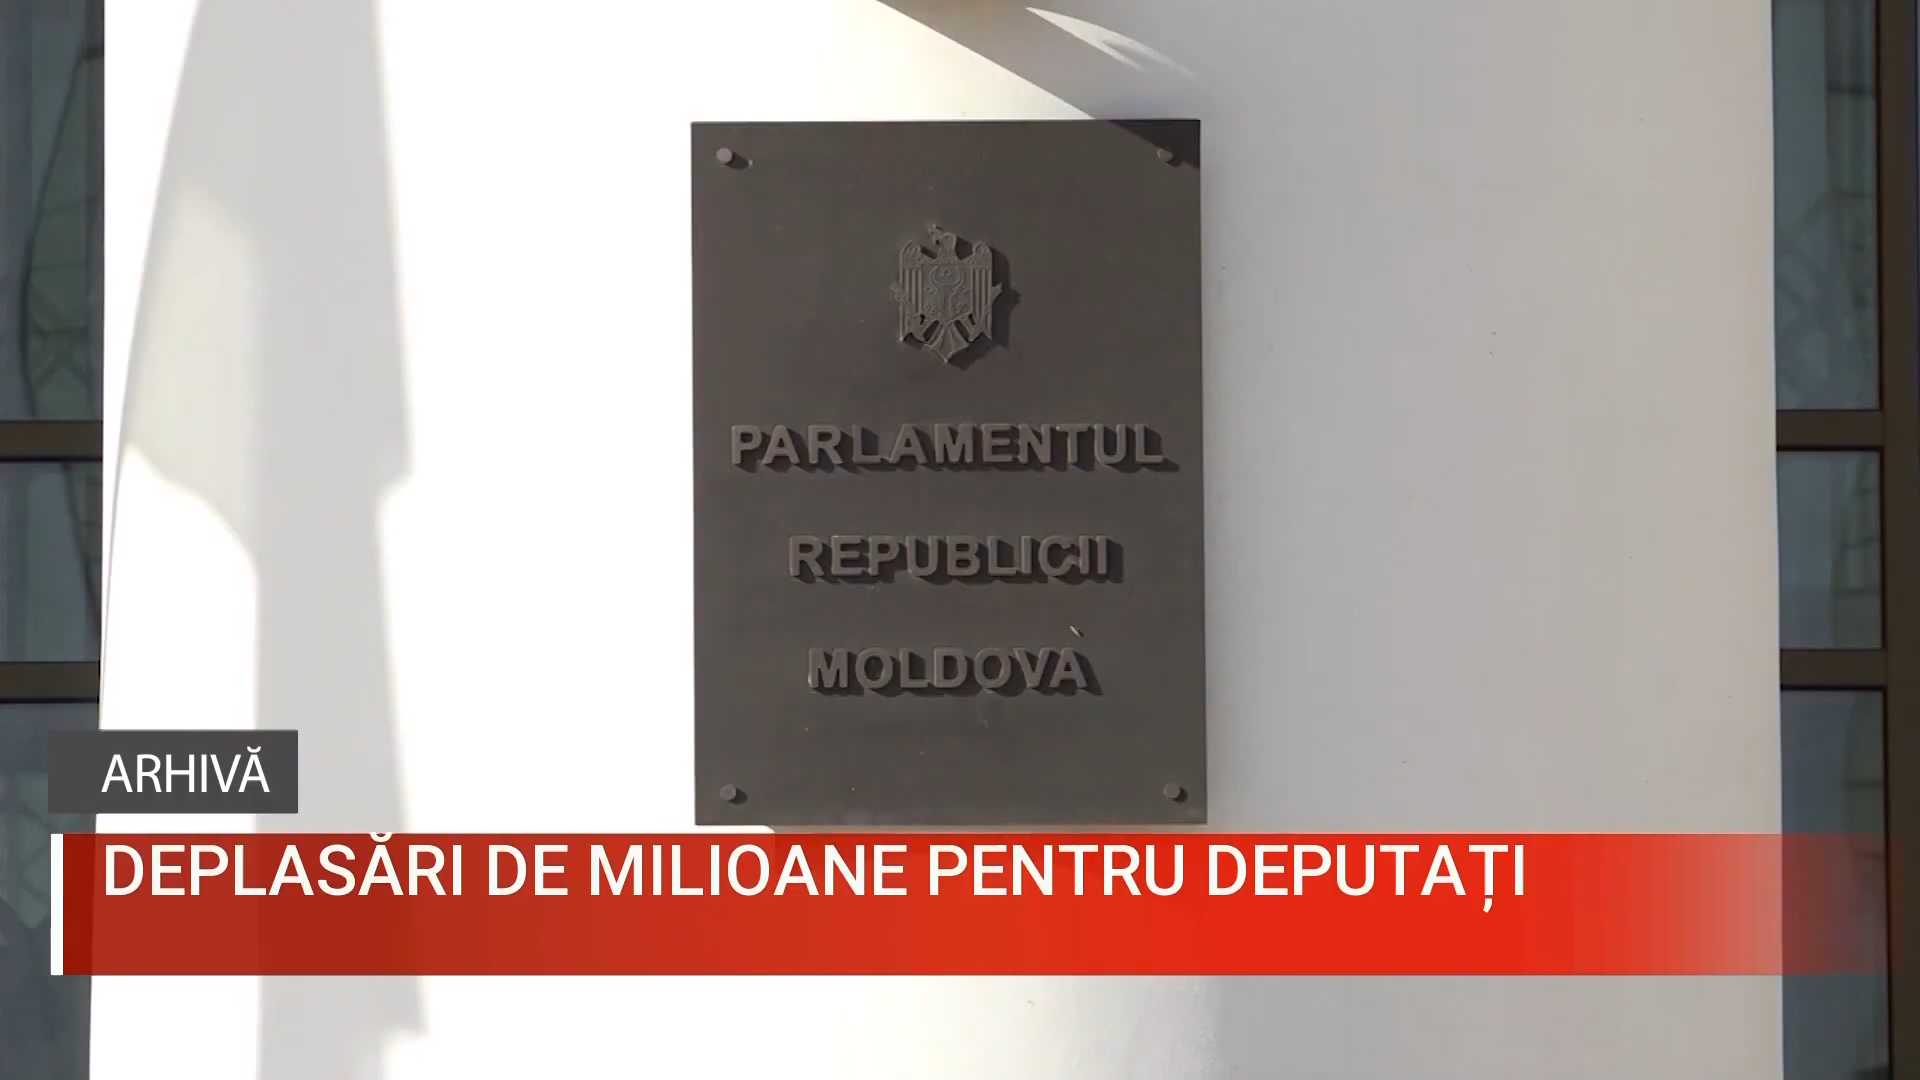 PARLAMENTUL
REPUBLICII
MOLDOVA
ARHIVĂ
DEPLASĂRI DE MILIOANE PENTRU DEPUTAȚI